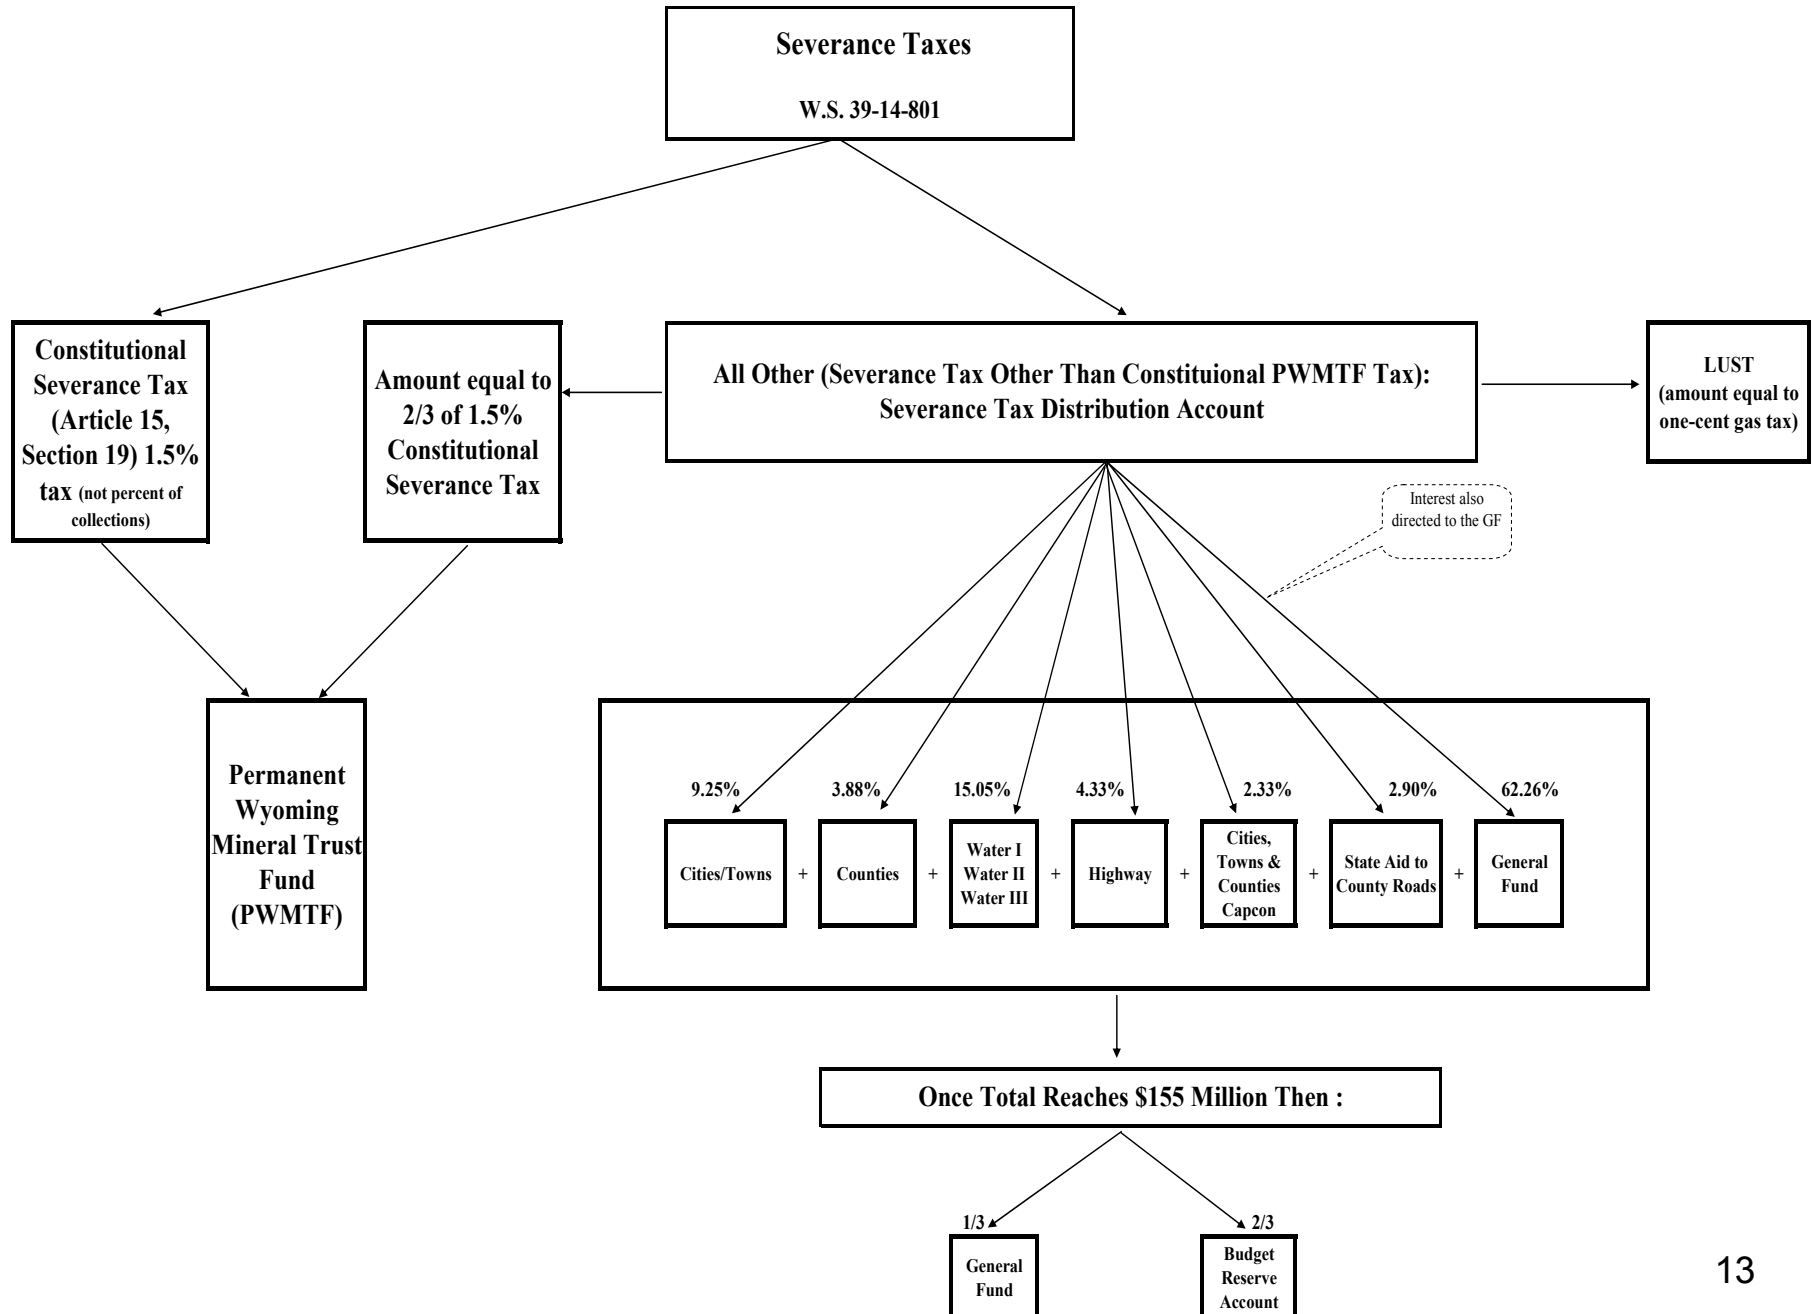 Severance Taxes
W.S. 39-14-801
Constitutional
Severance Tax
(Article 15,
Section 19) 1.5%
tax (not percent of
collections)
Amount equal to
2/3 of 1.5%
Constitutional
Severance Tax
All Other (Severance Tax Other Than Constituional PWMTF Tax):
Severance Tax Distribution Account
LUST
(amount equal to
one-cent gas tax)
Interest also
directed to the GF
Permanent
Wyoming
Mineral Trust
Fund
(PWMTF)
9.25% 3.88% 15.05% 4.33% 2.33% 2.90% 62.26%
Cities/Towns
+
Counties
+
Water I
Water II
Water III
+
Highway
+
Cities,
Towns &
Counties
Capcon
+
State Aid to
County Roads
+
General
Fund
Once Total Reaches $155 Million Then :
1/3 2/3
General
Fund
Budget
Reserve
Account
13